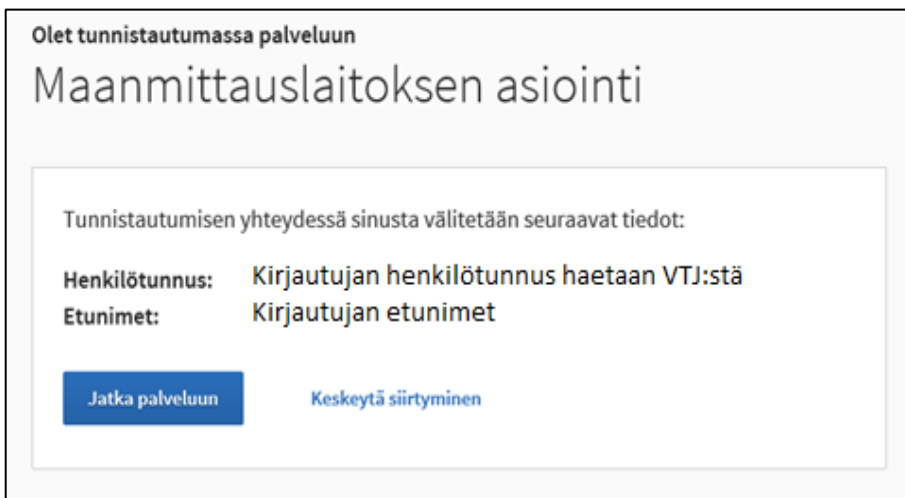 Olet tunnistautumassa palveluun
Maanmittauslaitoksen asiointi
Tunnistautumisen yhteydessä sinusta välitetään seuraavat tiedot:
Henkilötunnus: Kirjautujan henkilötunnus haetaan VTJ:stä
Etunimet: Kirjautujan etunimet
Jatka palveluun Keskeytä siirtyminen